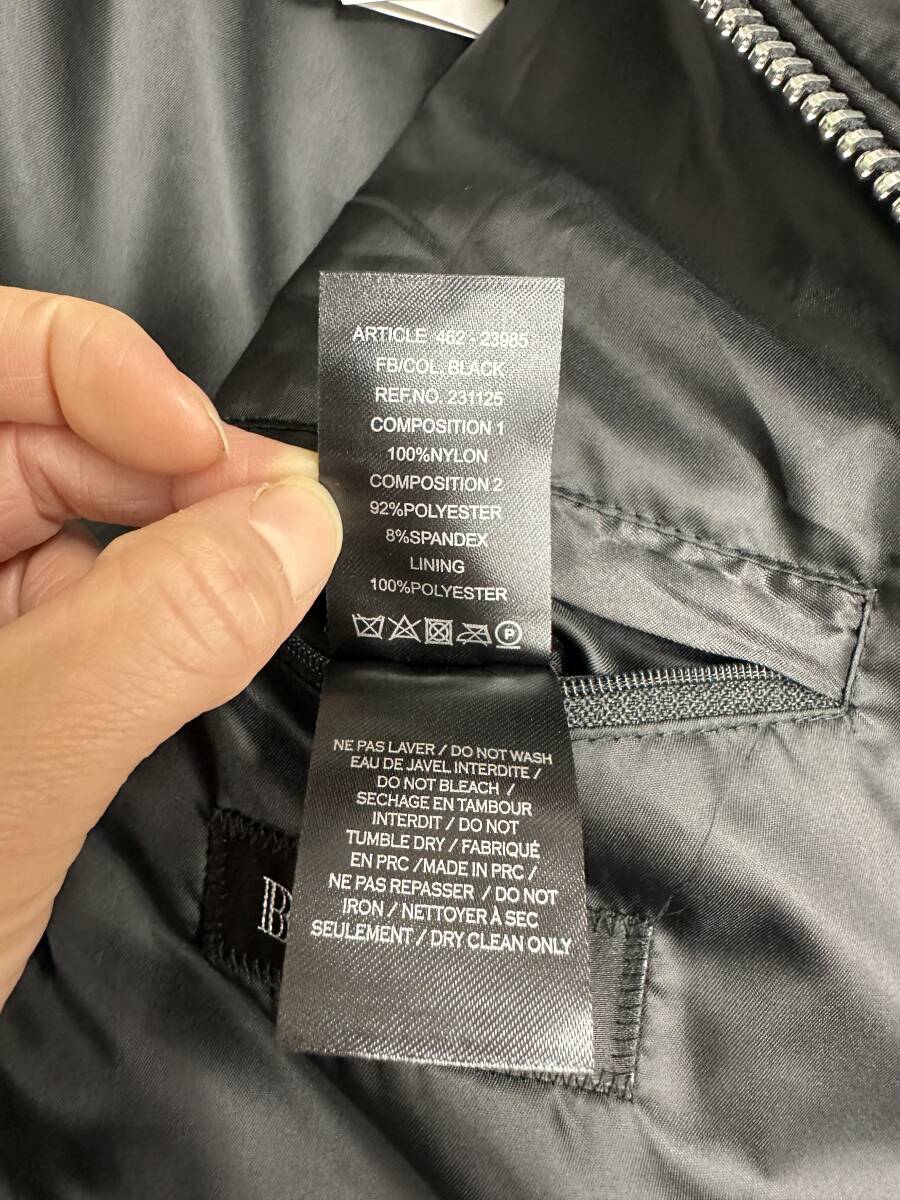 ARTICLE 462 - 23985
FB/COL. BLACK
REF.NO. 231125
COMPOSITION 1
100%NYLON
COMPOSITION 2
92%POLYESTER
8%SPANDEX
LINING
100%POLYESTER
P
NE PAS LAVER / DO NOT WASH
EAU DE JAVEL INTERDITE /
DO NOT BLEACH /
SECHAGE EN TAMBOUR
INTERDIT / DO NOT
TUMBLE DRY / FABRIQUÉ
EN PRC /MADE IN PRC /
NE PAS REPASSER / DO NOT
IRON / NETTOYER À SEC
SEULEMENT / DRY CLEAN ONLY
B